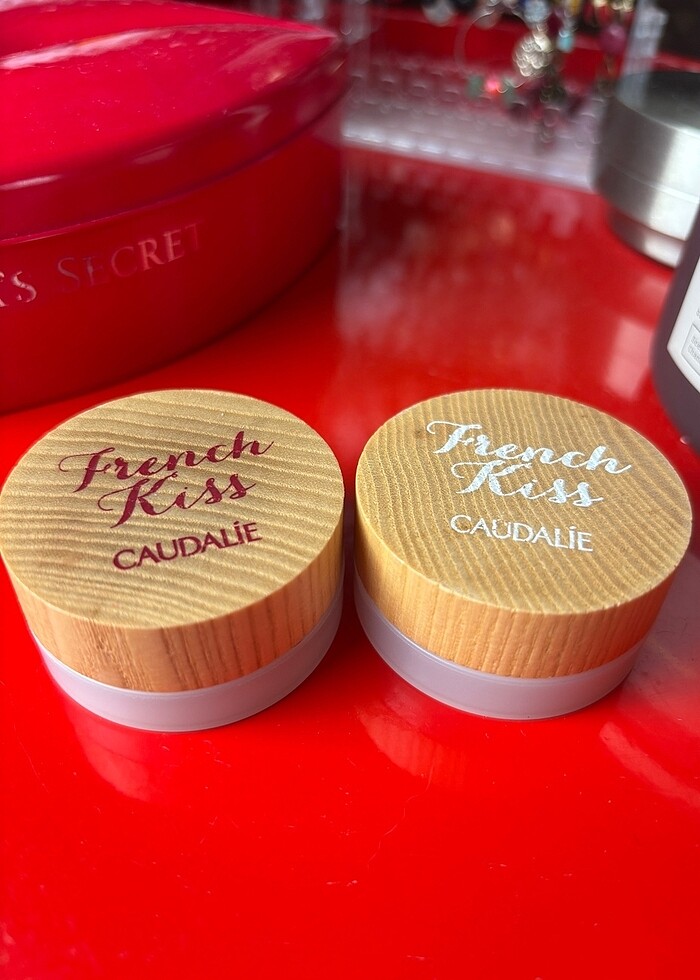 'S SECRET
French
Kiss
CAUDALIE
French
Kiss
CAUDALIE